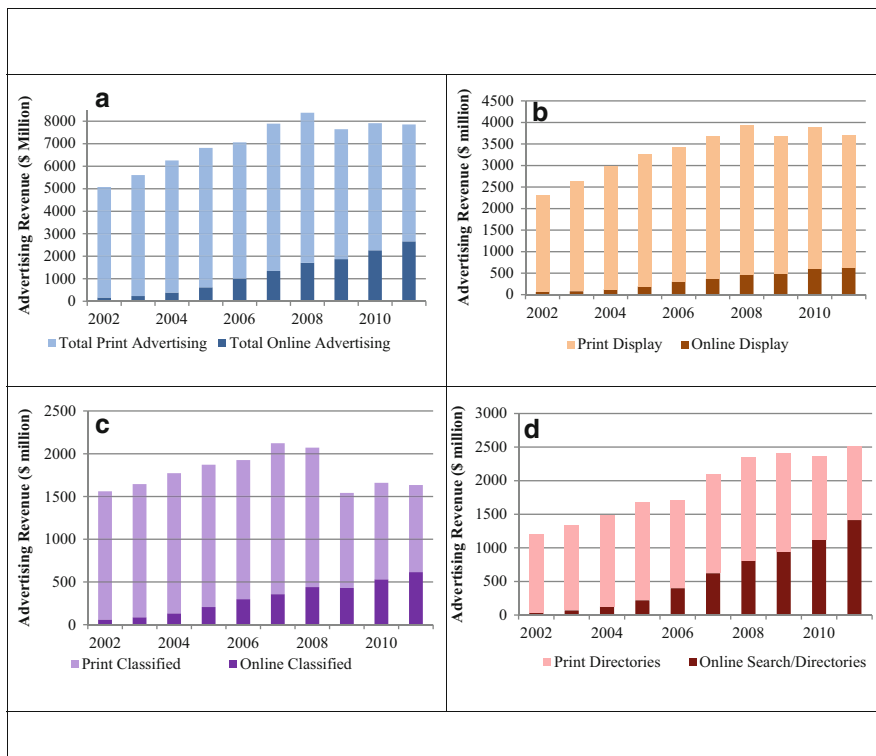 a
Advertising Revenue ($ Million)
8000
7000
6000
5000
4000
3000
2000
1000
0
2002 2004 2006 2008 2010
Total Print Advertising Total Online Advertising
b
Advertising Revenue ($ million)
4500
4000
3500
3000
2500
2000
1500
1000
500
0
2002 2004 2006 2008 2010
Print Display Online Display
c
Advertising Revenue ($ million)
2500
2000
1500
1000
500
0
2002 2004 2006 2008 2010
Print Classified Online Classified
d
Advertising Revenue ($ million)
3000
2500
2000
1500
1000
500
0
2002 2004 2006 2008 2010
Print Directories Online Search/Directories